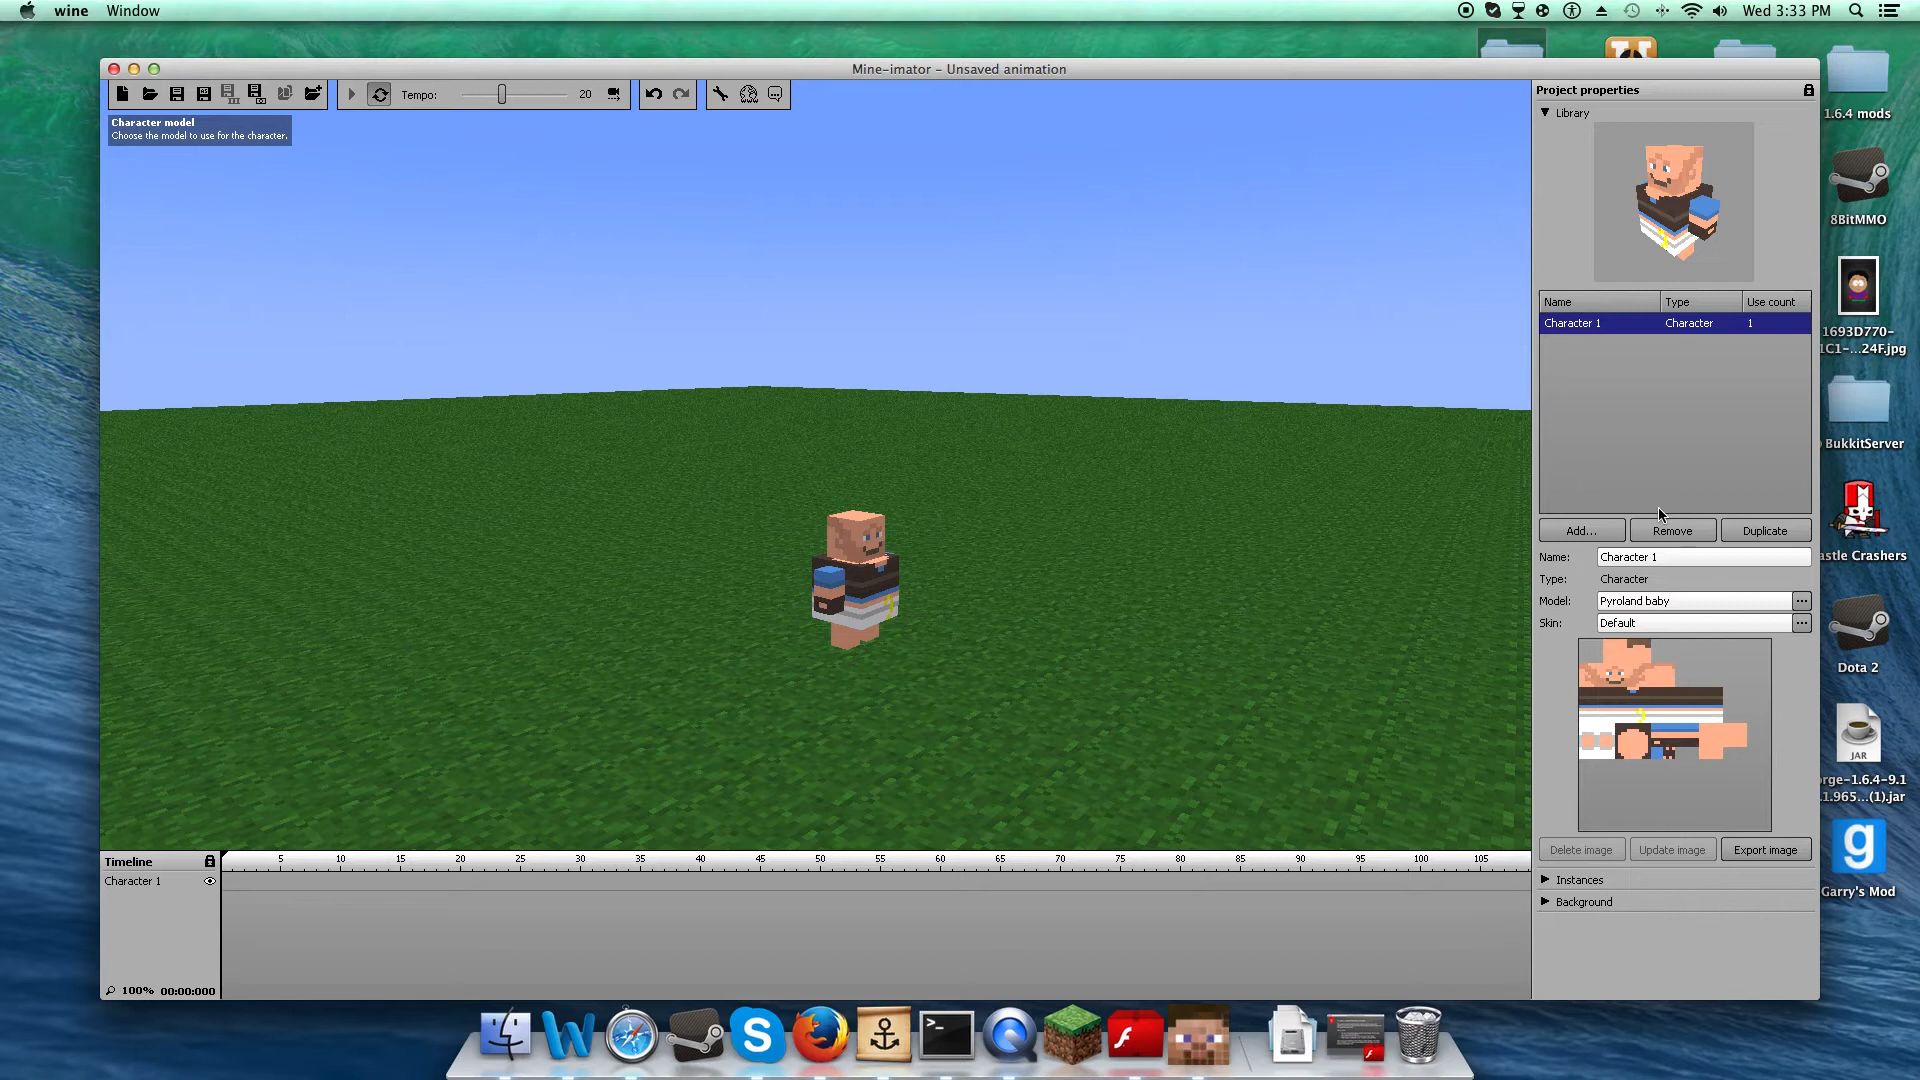 wine Window
Wed 3:33 PM
Mine-imator - Unsaved animation
Tempo: 20
Character model
Choose the model to use for the character.
Project properties
Library
Name Type Use count
Character 1 Character 1
Add... Remove Duplicate
Name: Character 1
Type: Character
Model: Pyroland baby
Skin: Default
Delete image Update image Export image
Instances
Background
Timeline
5 10 15 20 25 30 35 40 45 50 55 60 65 70 75 80 85 90 95 100 105
Character 1
100% 00:00:000
1.6.4 mods
8BitMMO
1693D770-
1C1-...24F.jpg
BukkitServer
astle Crashers
Dota 2
JAR
orge-1.6.4-9.1
.1.965...(1).jar
Garry's Mod